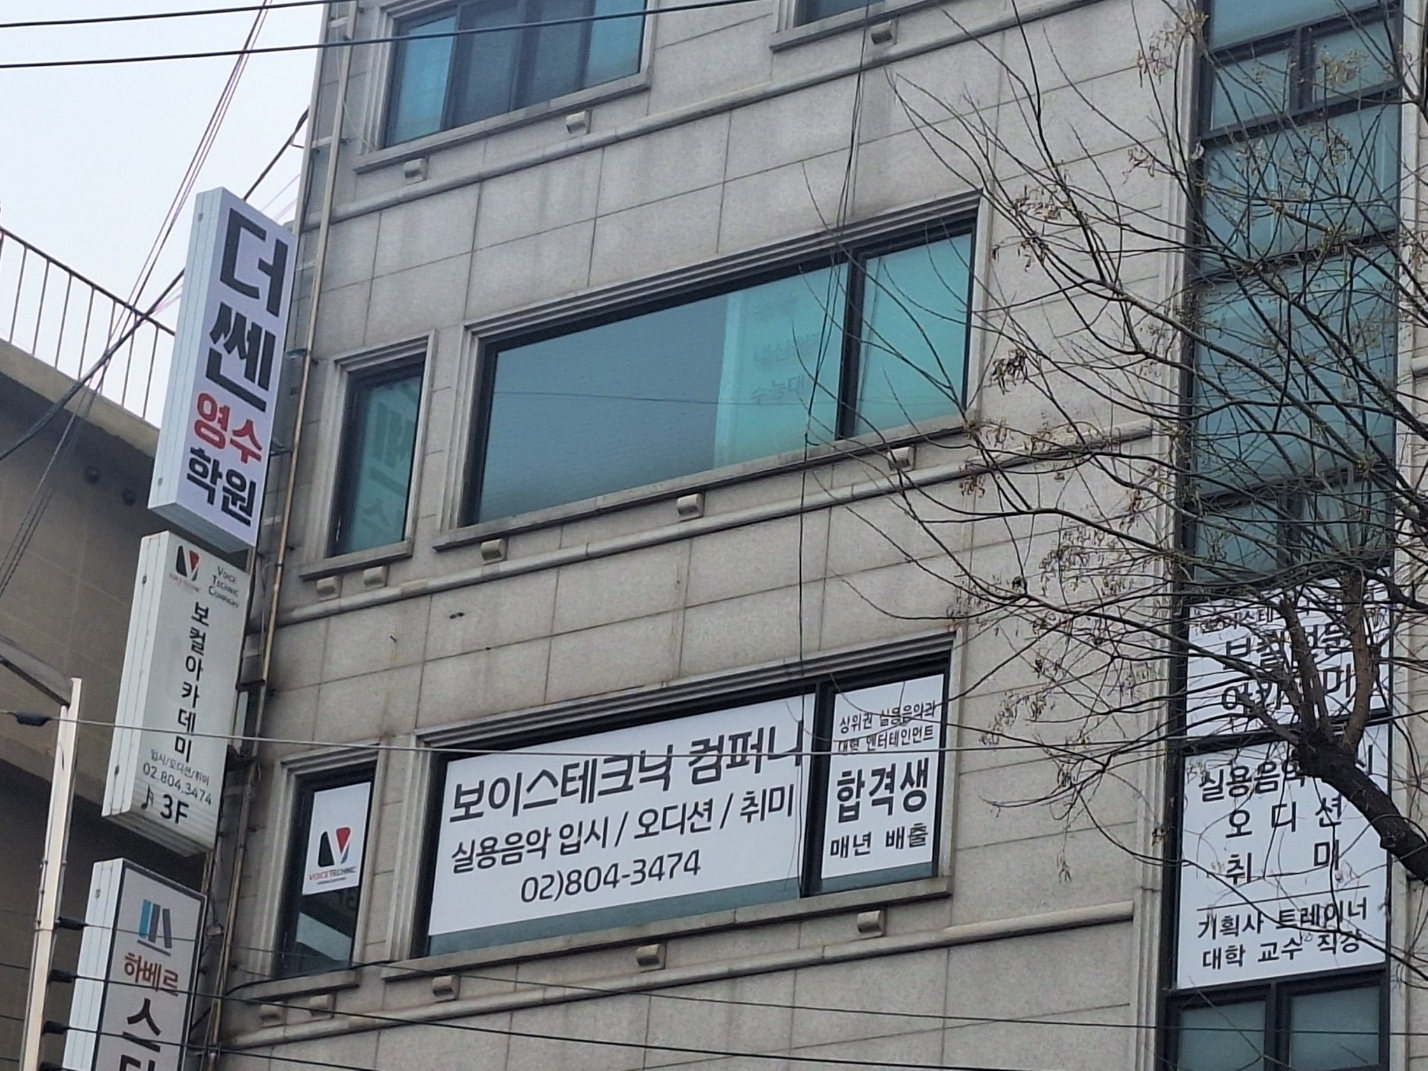 더
쎈
영수
학원
VOICE
TECHNIC
COMPANY
보컬아카데미
입시/오디션/취미
02.804.3474
3F
하베르
스
VOICE TECHNIC
보이스테크닉 컴퍼니
실용음악 입시 / 오디션 / 취미
02)804-3474
상위권 실용음악과
대형 엔터테인먼트
합격생
매년 배출
수능대
실용음악
오디션
취미
기획사 트레이너
대학 교수 직강